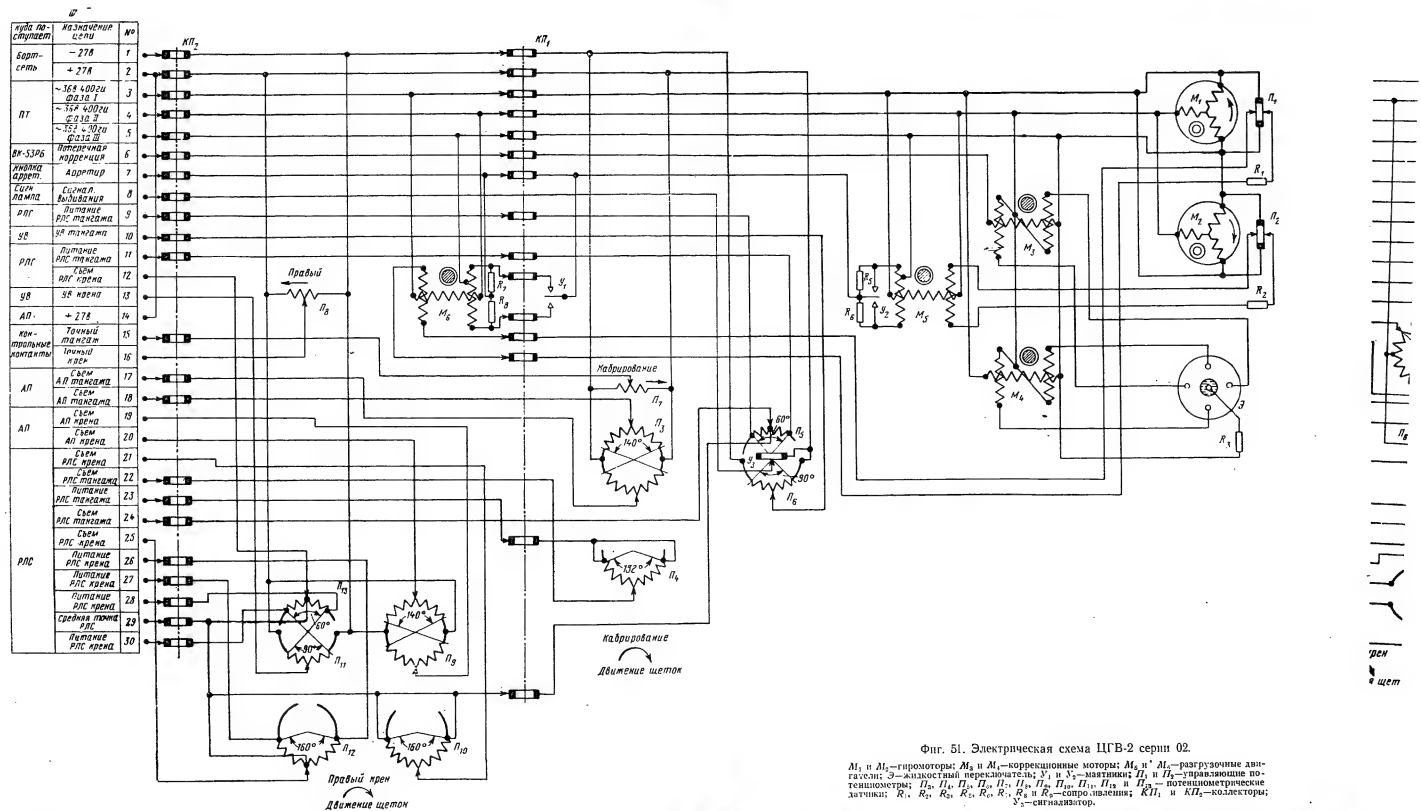 куда по-
ступает
Назначение
цепи
№
Борт-
сеть
− 27в
1
+ 27в
2
ПТ
~36в 400гц
фаза I
3
~36в 400гц
фаза II
4
~36в 400гц
фаза III
5
ВК-53РБ
Поперечная
коррекция
6
Кнопка
аррет.
Арретир
7
Сигн
лампа
Сигнал.
выбивания
8
РЛГ
Питание
РЛС тангажа
9
УВ
УВ тангажа
10
РЛГ
Питание
РЛС тангажа
11
Съем
РЛГ крена
12
УВ
УВ крена
13
АП
+ 27в
14
Кон-
трольные
контакты
Точный
тангаж
15
Точный
крен
16
АП
Съем
АП тангажа
17
Съем
АП тангажа
18
АП
Съем
АП крена
19
Съем
АП крена
20
РЛС
Съем
РЛС крена
21
Съем
РЛС тангажа
22
Питание
РЛС тангажа
23
Съем
РЛС тангажа
24
Съем
РЛС крена
25
Питание
РЛС крена
26
Питание
РЛС крена
27
Питание
РЛС крена
28
Средняя точка
РЛС
29
Питание
РЛС крена
30
КП₂
КП₁
Правый
П₈
М₆
R₇
R₈
У₁
Кабрирование
П₇
П₃
140°
60°
П₅
У₃
90°
П₆
132°
П₄
П₁₃
60°
90°
П₁₁
140°
П₉
160°
П₁₂
160°
П₁₀
Кабрирование
Движение щеток
Правый крен
Движение щеток
R₅
R₆
У₂
М₅
М₃
М₄
М₁
П₁
R₁
М₂
П₂
R₂
Э
R₃
П₈
рен
я щет
Фиг. 51. Электрическая схема ЦГВ-2 серии 02.
М₁ и М₂—гиромоторы; М₃ и М₄—коррекционные моторы; М₅ и М₆—разгрузочные дви-
гатели; Э—жидкостный переключатель; У₁ и У₂—маятники; П₁ и П₂—управляющие по-
тенциометры; П₃, П₄, П₅, П₆, П₇, П₈, П₉, П₁₀, П₁₁, П₁₂ и П₁₃—потенциометрические
датчики; R₁, R₂, R₃, R₅, R₆, R₇, R₈ и R₉—сопротивления; КП₁ и КП₂—коллекторы;
У₃—сигнализатор.